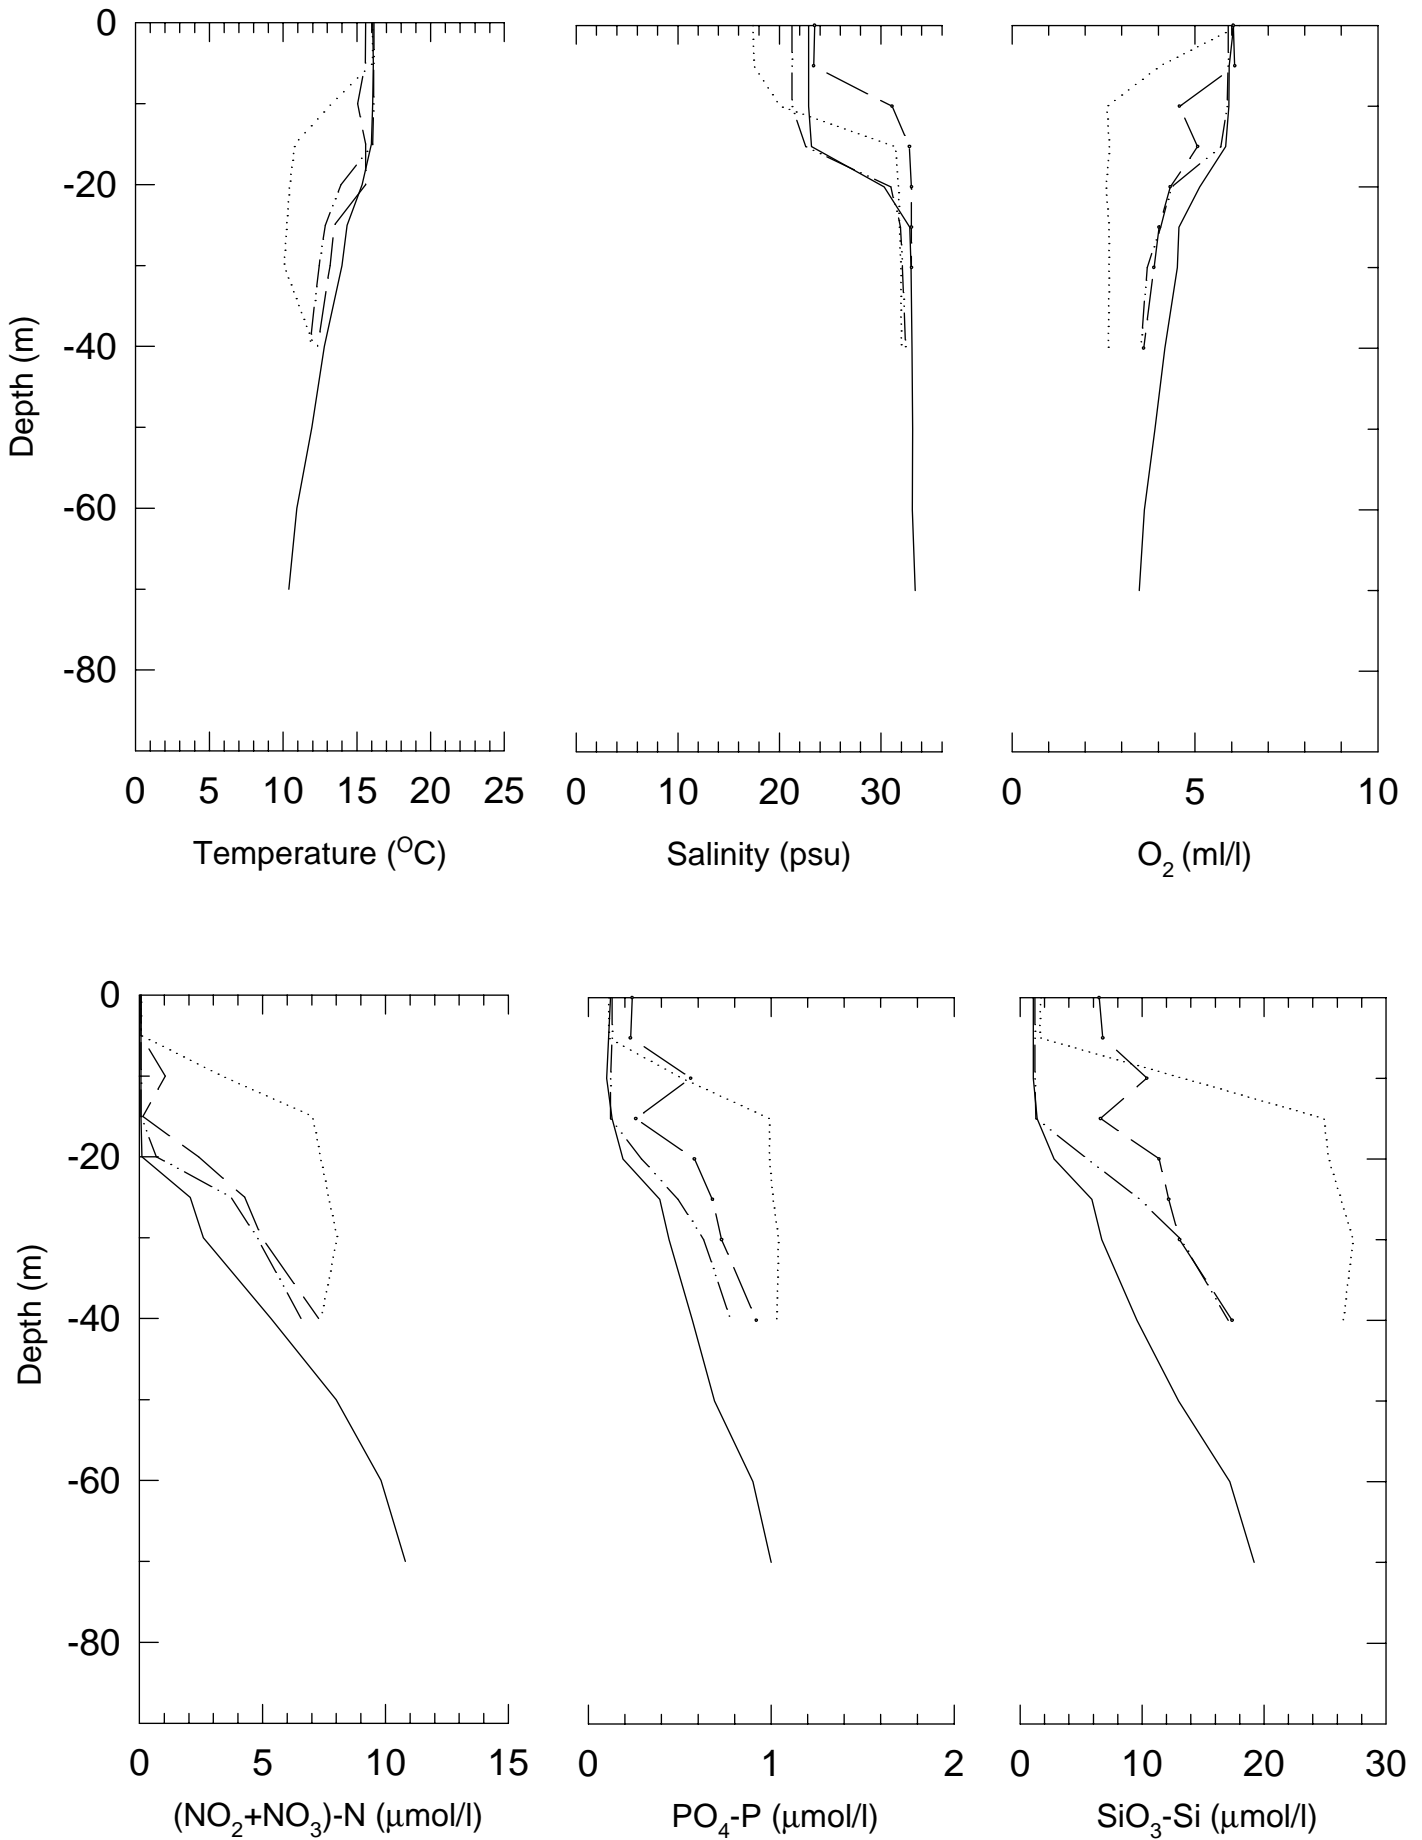 0
-20
-40
-60
-80
Depth (m)
0 5 10 15 20 25
0 10 20 30
0 5 10
Temperature (ᴼC)
Salinity (psu)
O₂ (ml/l)
0
-20
-40
-60
-80
Depth (m)
0 5 10 15
0 1 2
0 10 20 30
(NO₂+NO₃)-N (μmol/l)
PO₄-P (μmol/l)
SiO₃-Si (μmol/l)